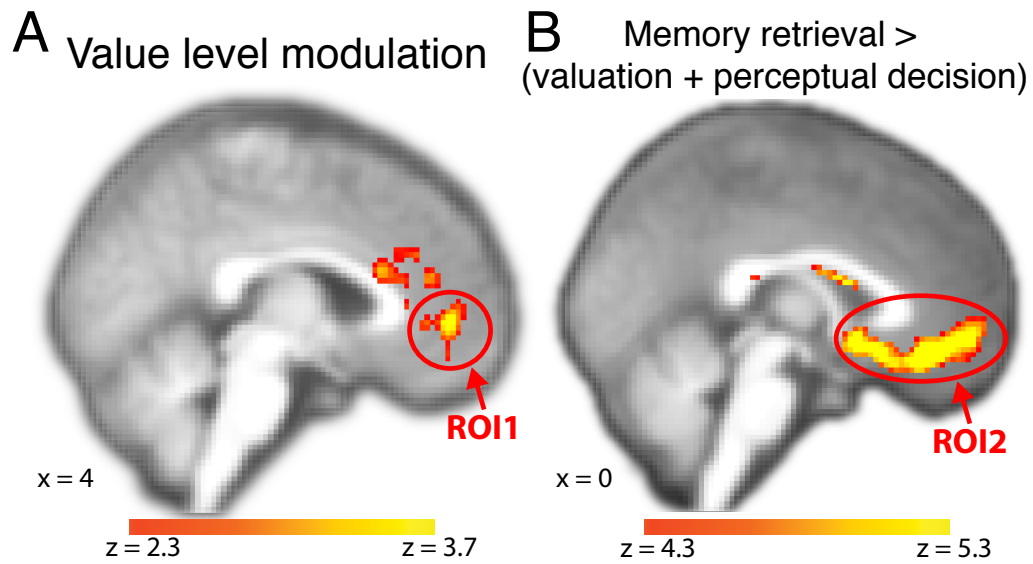 A
Value level modulation
ROI1
x = 4
z = 2.3
z = 3.7
B
Memory retrieval >
(valuation + perceptual decision)
ROI2
x = 0
z = 4.3
z = 5.3